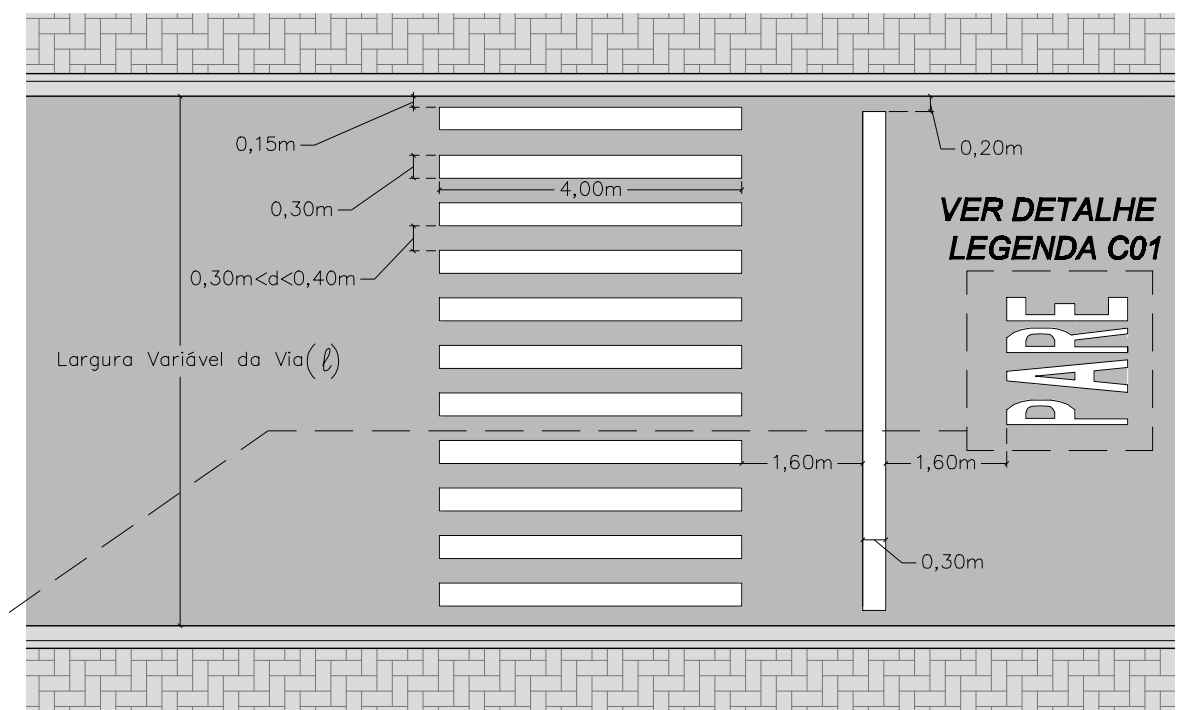 0,15m
0,20m
0,30m
4,00m
VER DETALHE
LEGENDA C01
0,30m<d<0,40m
Largura Variável da Via(ℓ)
PARE
1,60m
1,60m
0,30m